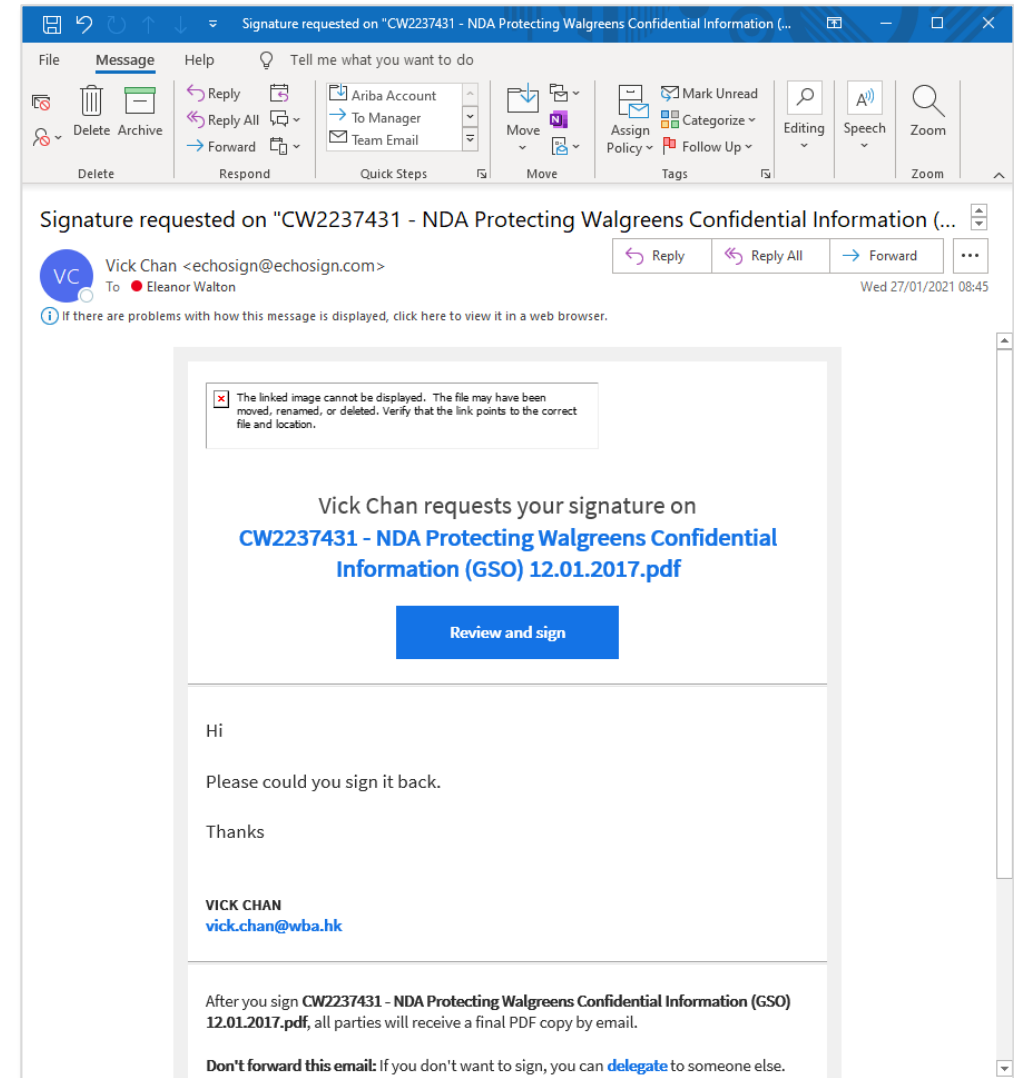 Signature requested on "CW2237431 - NDA Protecting Walgreens Confidential Information (...
File Message Help Tell me what you want to do
Delete Archive
Reply
Reply All
Forward
Ariba Account
To Manager
Team Email
Move
Assign Policy
Mark Unread
Categorize
Follow Up
Editing
Speech
Zoom
Delete Respond Quick Steps Move Tags Zoom
Signature requested on "CW2237431 - NDA Protecting Walgreens Confidential Information (...
VC
Vick Chan <echosign@echosign.com>
To Eleanor Walton
Reply Reply All Forward ...
Wed 27/01/2021 08:45
If there are problems with how this message is displayed, click here to view it in a web browser.
The linked image cannot be displayed. The file may have been
moved, renamed, or deleted. Verify that the link points to the correct
file and location.
Vick Chan requests your signature on
CW2237431 - NDA Protecting Walgreens Confidential
Information (GSO) 12.01.2017.pdf
Review and sign
Hi
Please could you sign it back.
Thanks
VICK CHAN
vick.chan@wba.hk
After you sign CW2237431 - NDA Protecting Walgreens Confidential Information (GSO)
12.01.2017.pdf, all parties will receive a final PDF copy by email.
Don't forward this email: If you don't want to sign, you can delegate to someone else.